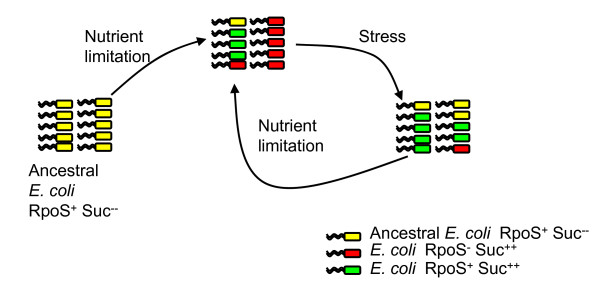 Nutrient
limitation
Stress
Nutrient
limitation
Ancestral
E. coli
RpoS⁺ Suc⁻⁻
Ancestral E. coli RpoS⁺ Suc⁻⁻
E. coli RpoS⁻ Suc⁺⁺
E. coli RpoS⁺ Suc⁺⁺